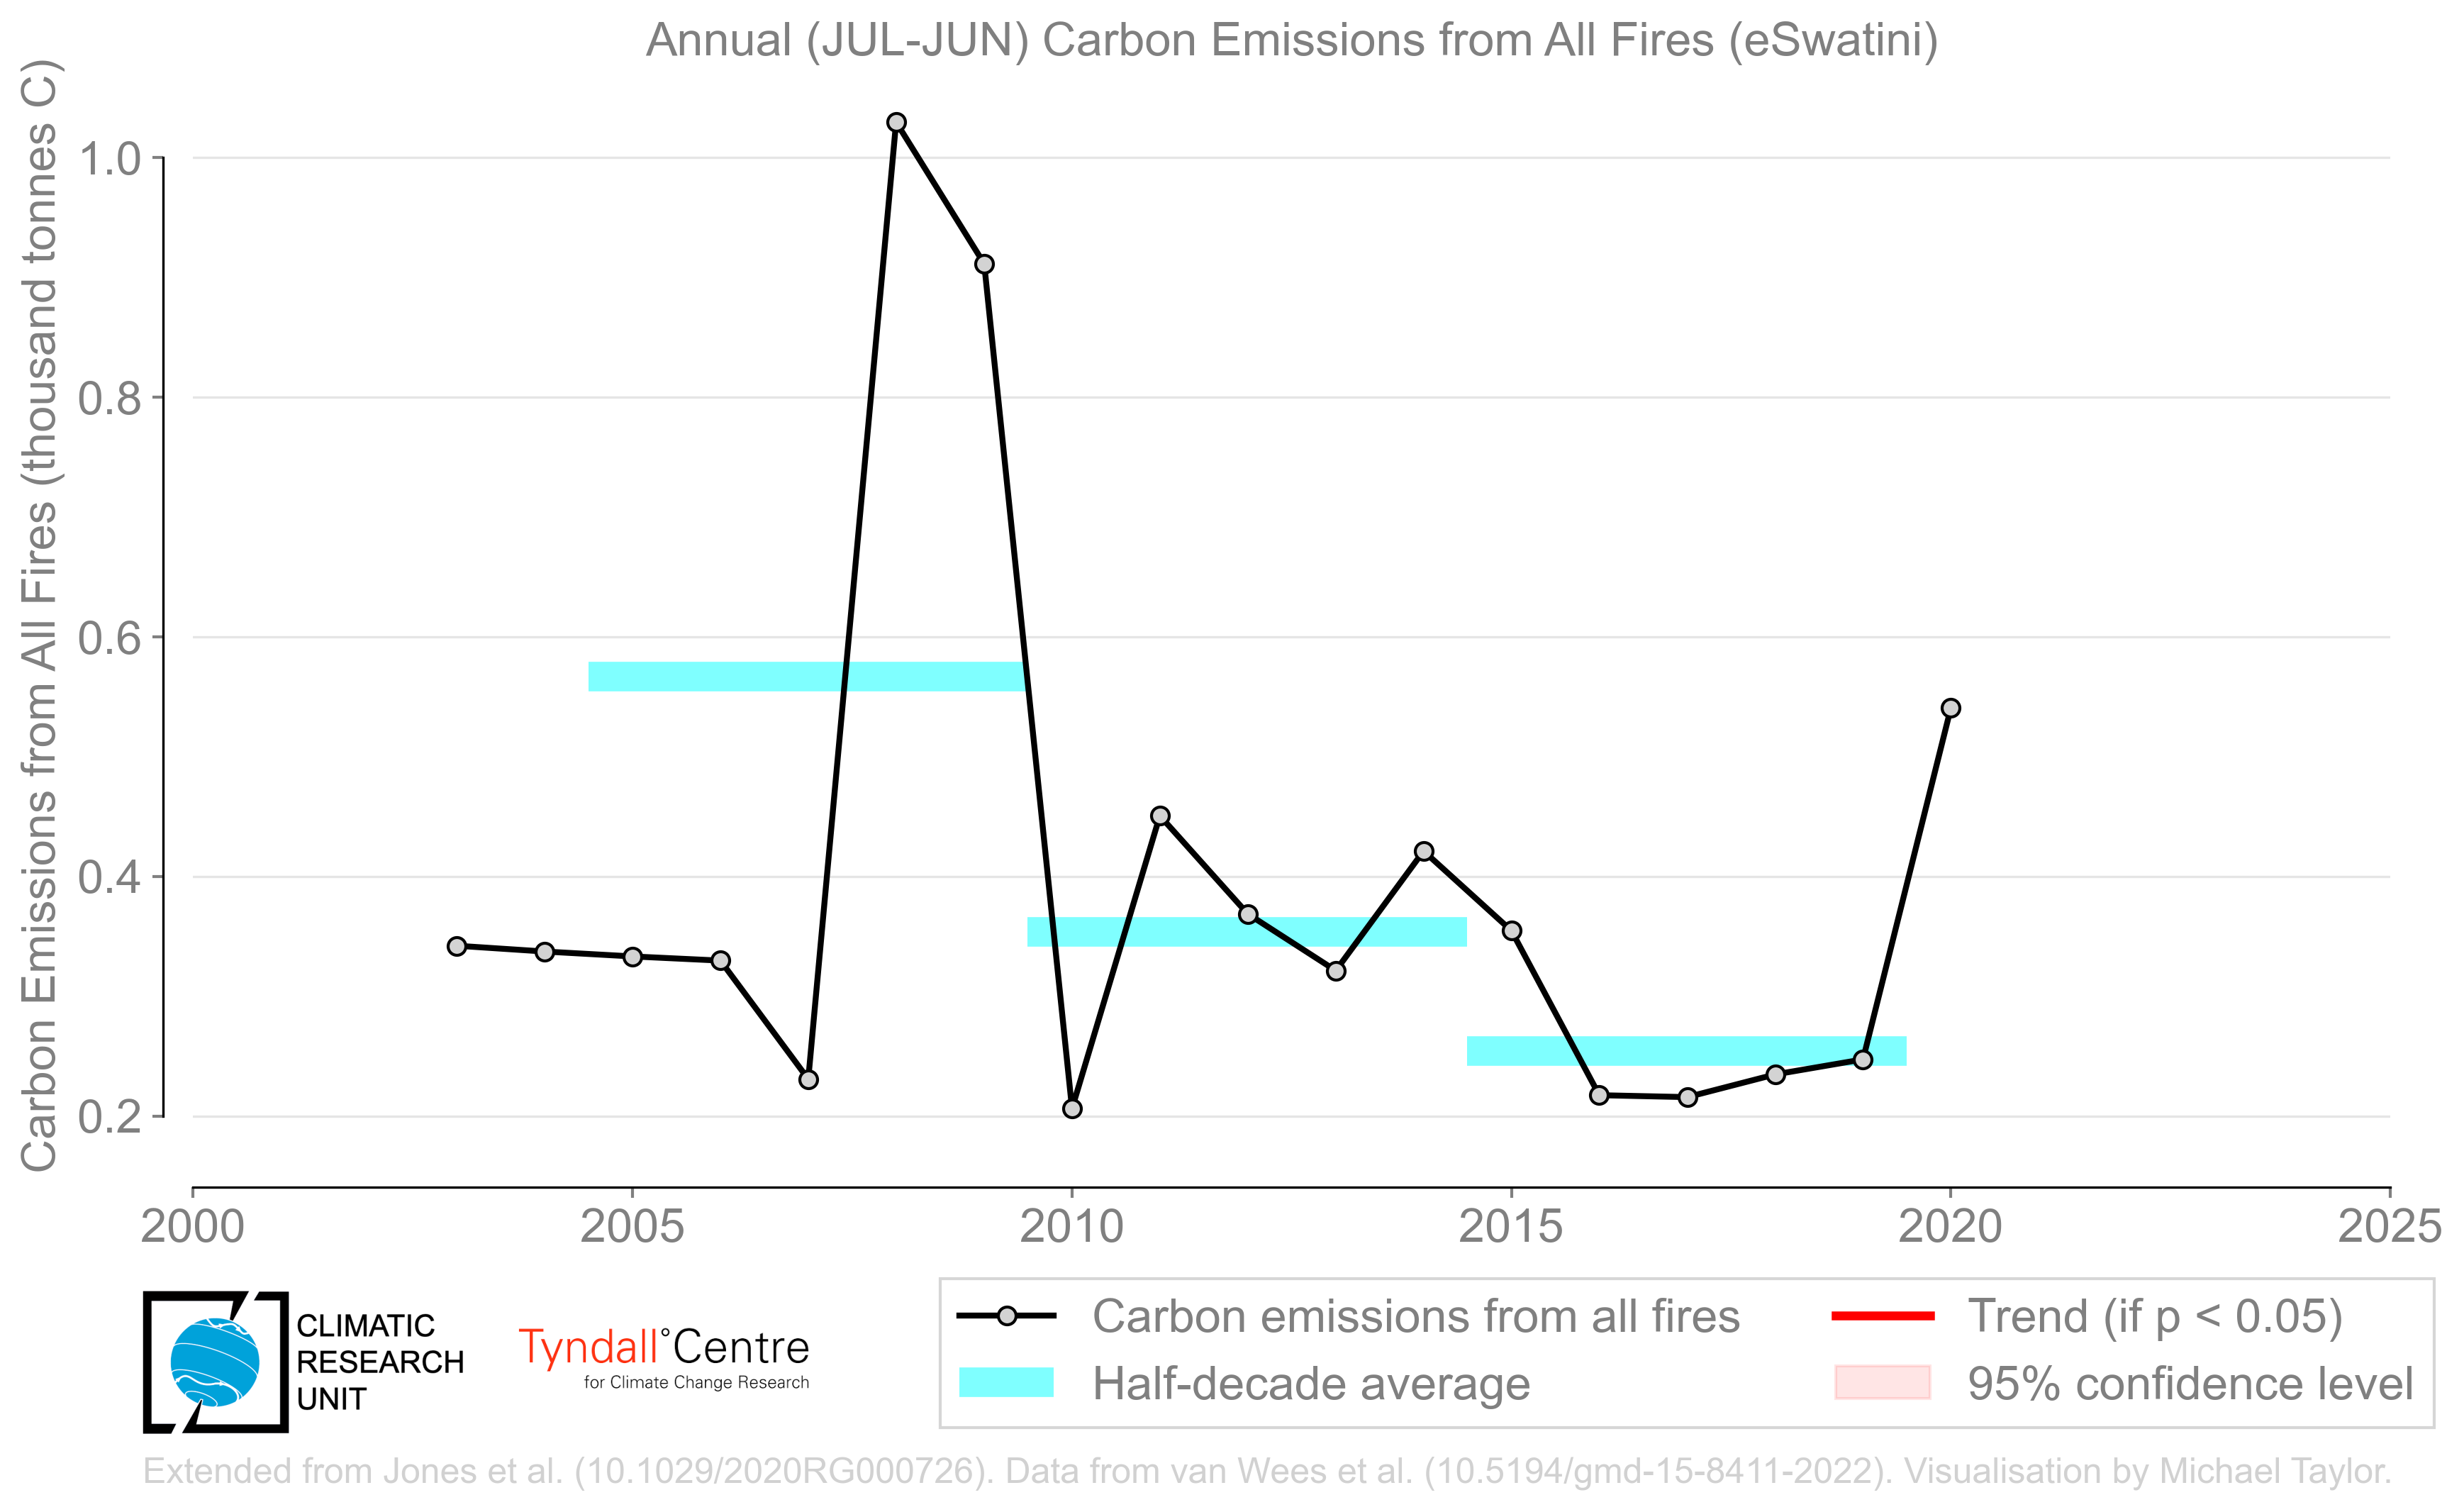 Annual (JUL-JUN) Carbon Emissions from All Fires (eSwatini)
Carbon Emissions from All Fires (thousand tonnes C)
1.0
0.8
0.6
0.4
0.2
2000 2005 2010 2015 2020 2025
CLIMATIC
RESEARCH
UNIT
Tyndall°Centre
for Climate Change Research
Carbon emissions from all fires
Half-decade average
Trend (if p < 0.05)
95% confidence level
Extended from Jones et al. (10.1029/2020RG000726). Data from van Wees et al. (10.5194/gmd-15-8411-2022). Visualisation by Michael Taylor.